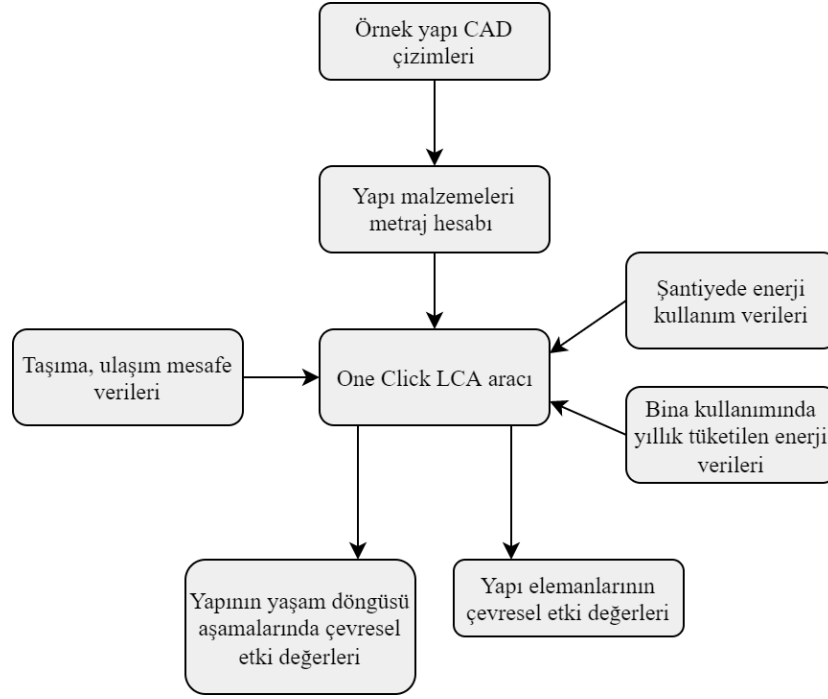 Örnek yapı CAD
çizimleri
Yapı malzemeleri
metraj hesabı
Şantiyede enerji
kullanım verileri
Taşıma, ulaşım mesafe
verileri
One Click LCA aracı
Bina kullanımında
yıllık tüketilen enerji
verileri
Yapının yaşam döngüsü
aşamalarında çevresel
etki değerleri
Yapı elemanlarının
çevresel etki değerleri